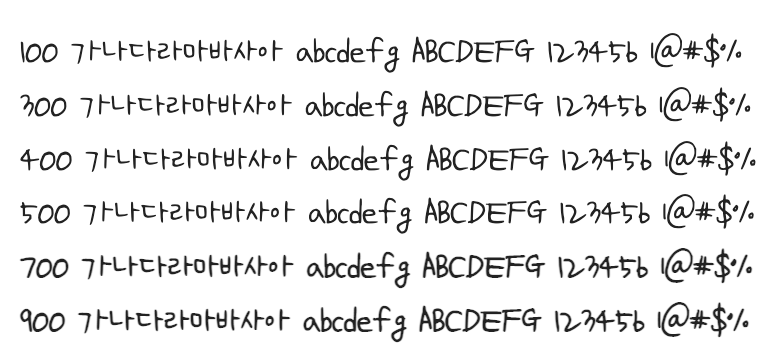 100 가나다라마바사아 abcdefg ABCDEFG 123456 !@#$%
300 가나다라마바사아 abcdefg ABCDEFG 123456 !@#$%
400 가나다라마바사아 abcdefg ABCDEFG 123456 !@#$%
500 가나다라마바사아 abcdefg ABCDEFG 123456 !@#$%
700 가나다라마바사아 abcdefg ABCDEFG 123456 !@#$%
900 가나다라마바사아 abcdefg ABCDEFG 123456 !@#$%